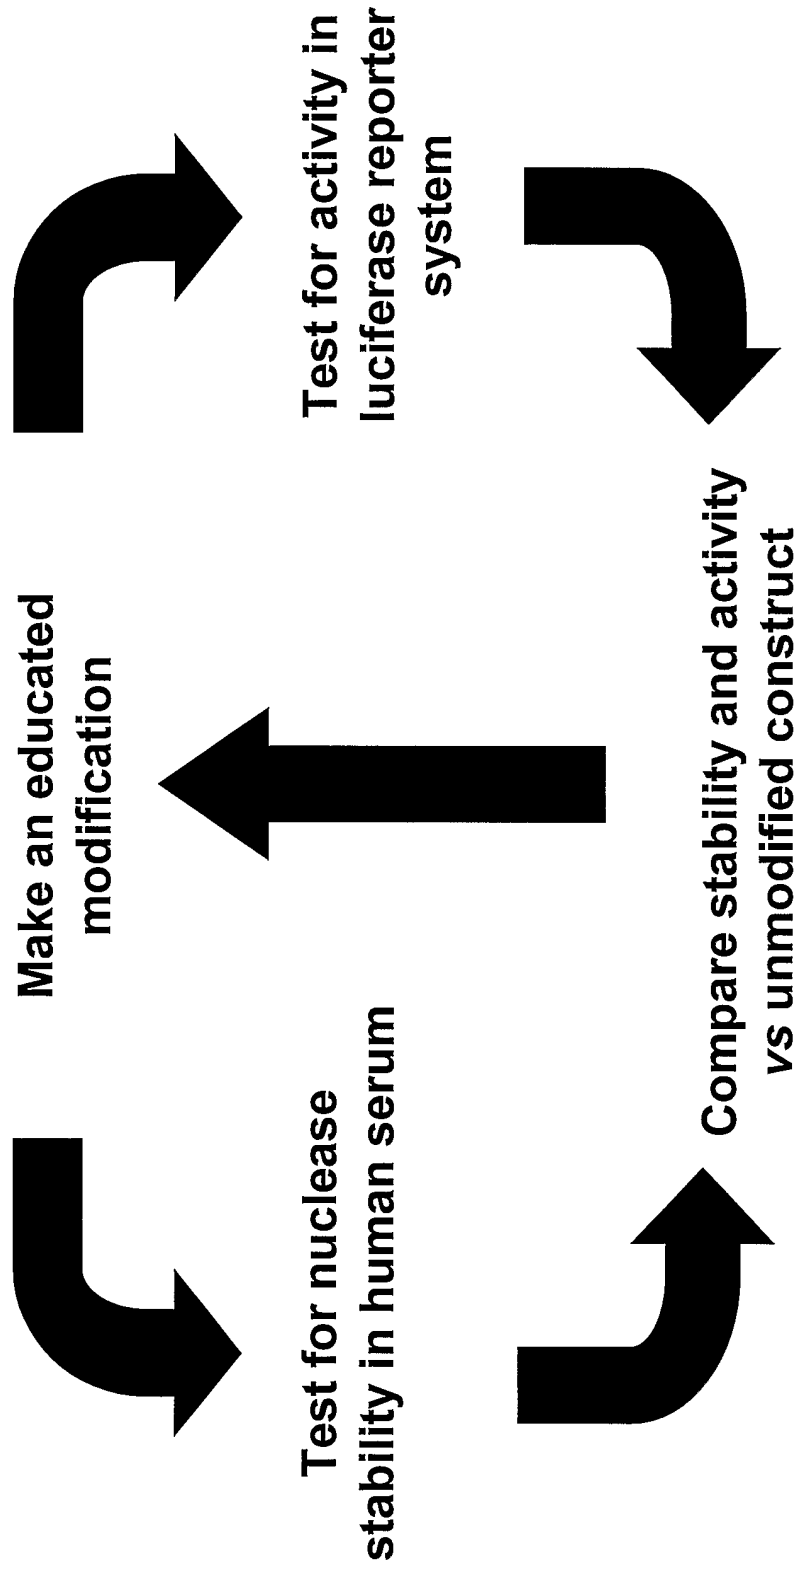 Make an educated
modification
Test for nuclease
stability in human serum
Test for activity in
luciferase reporter
system
Compare stability and activity
vs unmodified construct